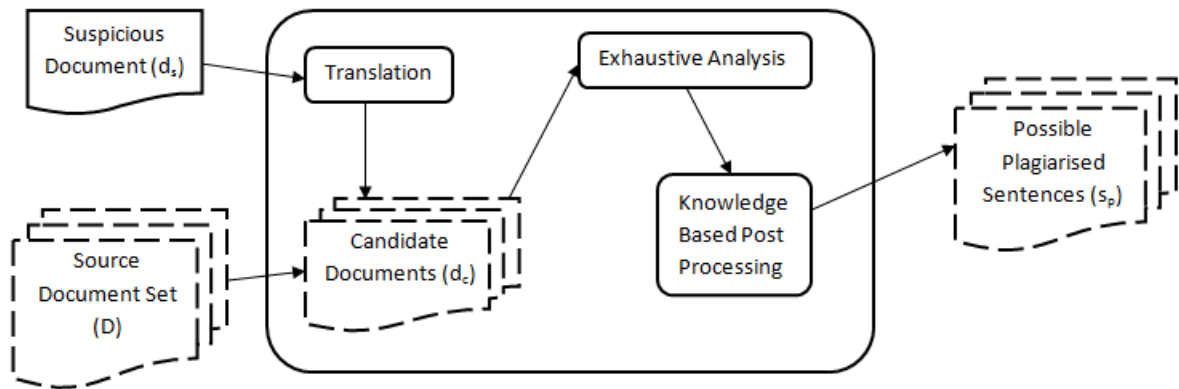 Suspicious
Document (dₛ)
Translation
Exhaustive Analysis
Possible
Plagiarised
Sentences (sₚ)
Knowledge
Based Post
Processing
Candidate
Documents (d꜀)
Source
Document Set
(D)